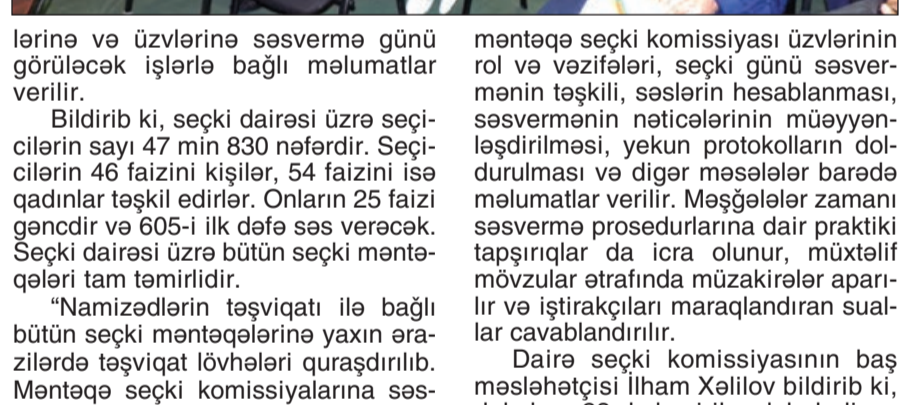 lərinə və üzvlərinə səsvermə günü
görüləcək işlərlə bağlı məlumatlar
verilir.
Bildirib ki, seçki dairəsi üzrə seçi-
cilərin sayı 47 min 830 nəfərdir. Seçi-
cilərin 46 faizini kişilər, 54 faizini isə
qadınlar təşkil edirlər. Onların 25 faizi
gəncdir və 605-i ilk dəfə səs verəcək.
Seçki dairəsi üzrə bütün seçki məntə-
qələri tam təmirlidir.
“Namizədlərin təşviqatı ilə bağlı
bütün seçki məntəqələrinə yaxın əra-
zilərdə təşviqat lövhələri quraşdırılıb.
Məntəqə seçki komissiyalarına səs-
məntəqə seçki komissiyası üzvlərinin
rol və vəzifələri, seçki günü səsver-
mənin təşkili, səslərin hesablanması,
səsvermənin nəticələrinin müəyyən-
ləşdirilməsi, yekun protokolların dol-
durulması və digər məsələlər barədə
məlumatlar verilir. Məşğələlər zamanı
səsvermə prosedurlarına dair praktiki
tapşırıqlar da icra olunur, müxtəlif
mövzular ətrafında müzakirələr aparı-
lır və iştirakçıları maraqlandıran sual-
lar cavablandırılır.
Dairə seçki komissiyasının baş
məsləhətçisi İlham Xəlilov bildirib ki,